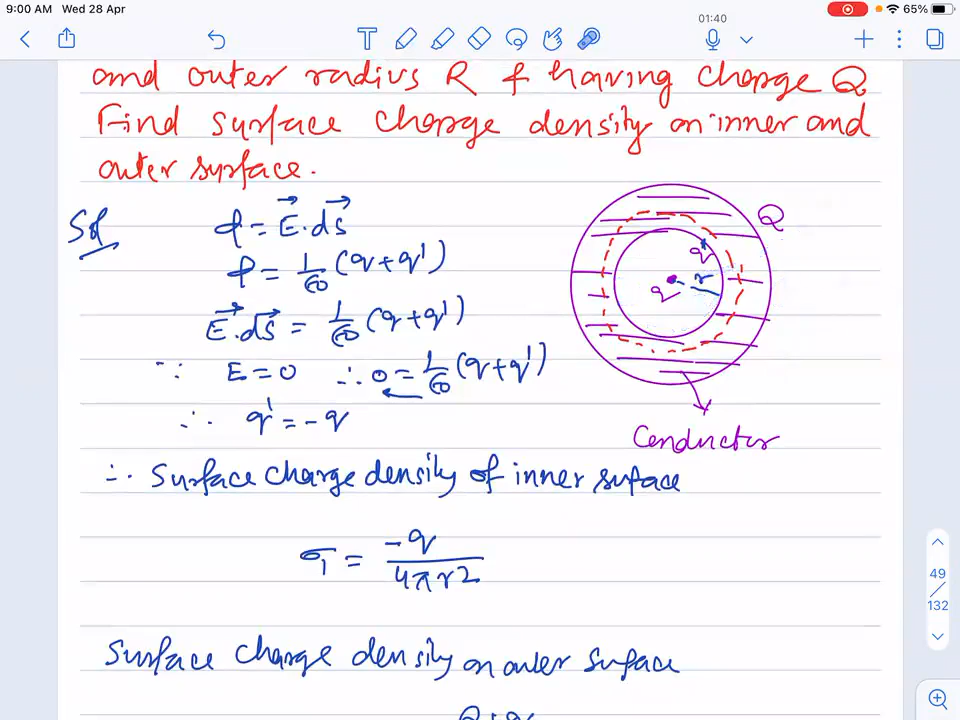 9:00 AM Wed 28 Apr
65%
01:40
and outer radius R & having charge Q
Find surface charge density on inner and
outer surface.
Sol
ϕ = E⃗. dS⃗
ϕ = 1/ε0 (q+q')
E⃗. dS⃗ = 1/ε0 (q+q')
∵ E = 0 ∴ 0 = 1/ε0 (q+q')
∴ q' = -q
Q
q'
r
q
Conductor
∴ Surface charge density of inner suface
σ1 = -q / 4πr2
Surface charge density on outer suface
Q+q
49
/
132